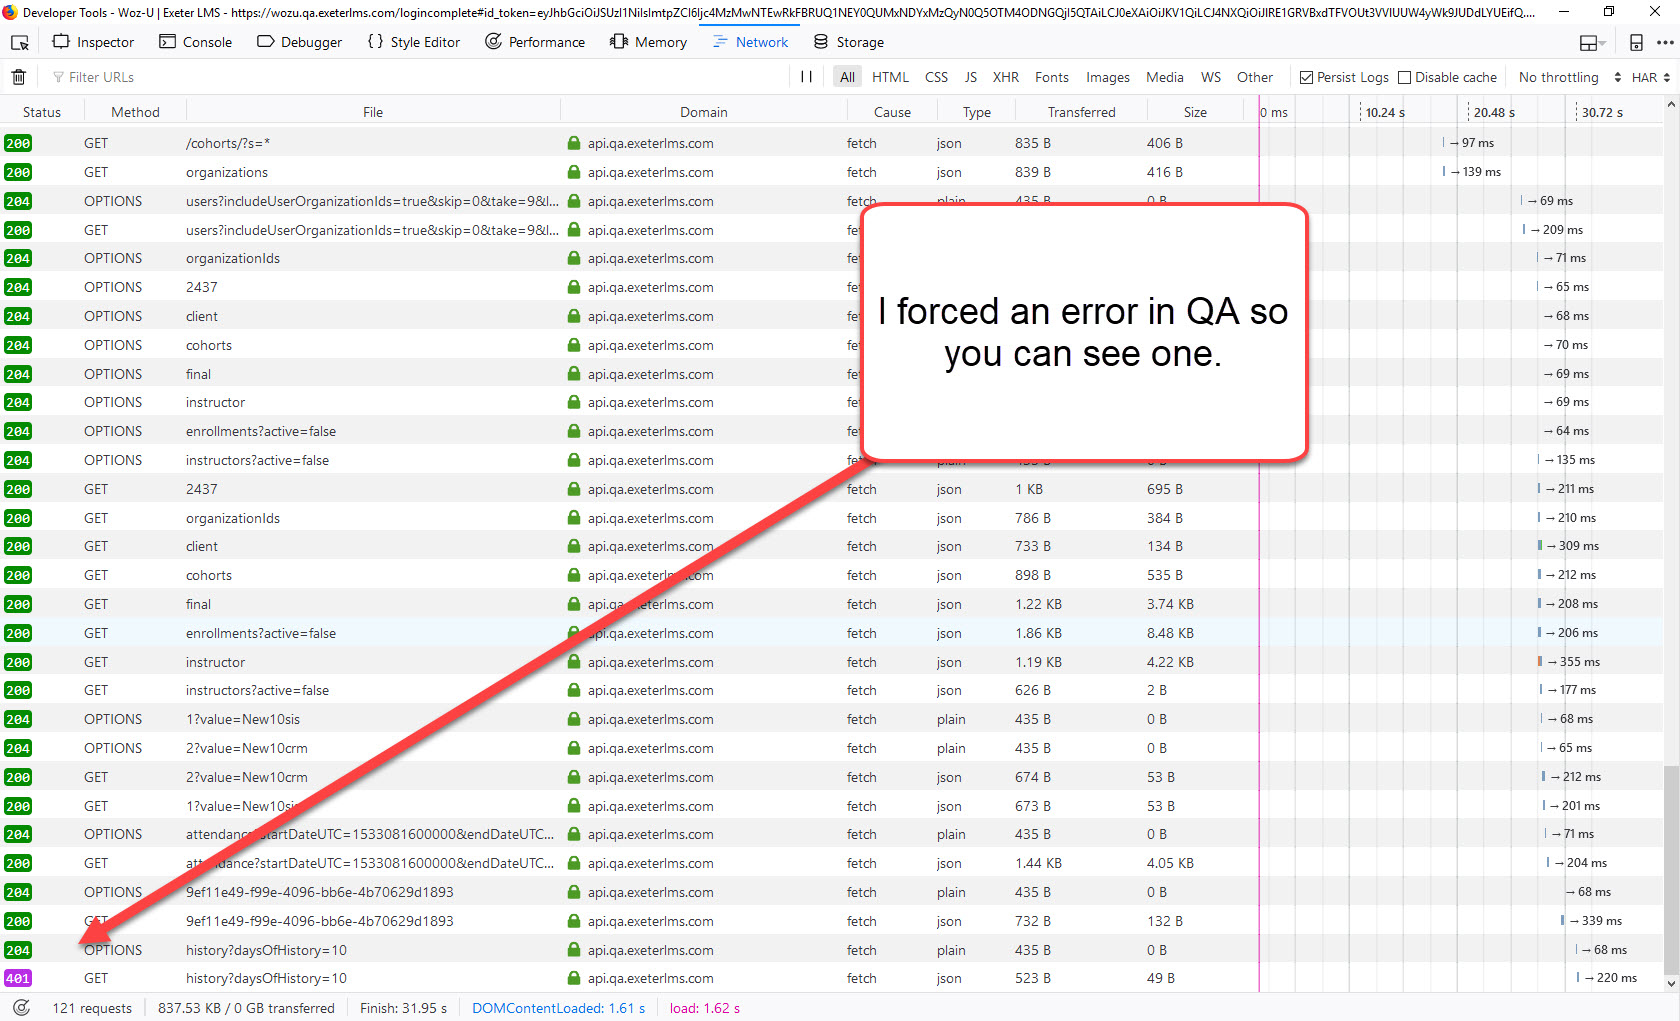 Developer Tools - Woz-U | Exeter LMS - https://wozu.qa.exeterlms.com/logincomplete#id_token=
Inspector Console Debugger {} Style Editor Performance Memory Network Storage
Filter URLs All HTML CSS JS XHR Fonts Images Media WS Other Persist Logs Disable cache No throttling HAR
Status Method File Domain Cause Type Transferred Size 0 ms 10.24 s 20.48 s 30.72 s
200 GET /cohorts/?s=* api.qa.exeterlms.com fetch json 835 B 406 B → 97 ms
200 GET organizations api.qa.exeterlms.com fetch json 839 B 416 B → 139 ms
204 OPTIONS users?includeUserOrganizationIds=true&skip=0&take=9&l... api.qa.exeterlms.com fetch plain 435 B 0 B → 69 ms
200 GET users?includeUserOrganizationIds=true&skip=0&take=9&l... api.qa.exeterlms.com → 209 ms
204 OPTIONS organizationIds api.qa.exeterlms.com → 71 ms
204 OPTIONS 2437 api.qa.exeterlms.com → 65 ms
204 OPTIONS client api.qa.exeterlms.com → 68 ms
204 OPTIONS cohorts api.qa.exeterlms.com → 70 ms
204 OPTIONS final api.qa.exeterlms.com → 69 ms
204 OPTIONS instructor api.qa.exeterlms.com → 69 ms
204 OPTIONS enrollments?active=false api.qa.exeterlms.com → 64 ms
204 OPTIONS instructors?active=false api.qa.exeterlms.com fetch plain 435 B 0 B → 135 ms
I forced an error in QA so
you can see one.
200 GET 2437 api.qa.exeterlms.com fetch json 1 KB 695 B → 211 ms
200 GET organizationIds api.qa.exeterlms.com fetch json 786 B 384 B → 210 ms
200 GET client api.qa.exeterlms.com fetch json 733 B 134 B → 309 ms
200 GET cohorts api.qa.exeterlms.com fetch json 898 B 535 B → 212 ms
200 GET final api.qa.exeterlms.com fetch json 1.22 KB 3.74 KB → 208 ms
200 GET enrollments?active=false api.qa.exeterlms.com fetch json 1.86 KB 8.48 KB → 206 ms
200 GET instructor api.qa.exeterlms.com fetch json 1.19 KB 4.22 KB → 355 ms
200 GET instructors?active=false api.qa.exeterlms.com fetch json 626 B 2 B → 177 ms
204 OPTIONS 1?value=New10sis api.qa.exeterlms.com fetch plain 435 B 0 B → 68 ms
204 OPTIONS 2?value=New10crm api.qa.exeterlms.com fetch plain 435 B 0 B → 65 ms
200 GET 2?value=New10crm api.qa.exeterlms.com fetch json 674 B 53 B → 212 ms
200 GET 1?value=New10sis api.qa.exeterlms.com fetch json 673 B 53 B → 201 ms
204 OPTIONS attendance?startDateUTC=1533081600000&endDateUTC... api.qa.exeterlms.com fetch plain 435 B 0 B → 71 ms
200 GET attendance?startDateUTC=1533081600000&endDateUTC... api.qa.exeterlms.com fetch json 1.44 KB 4.05 KB → 204 ms
204 OPTIONS 9ef11e49-f99e-4096-bb6e-4b70629d1893 api.qa.exeterlms.com fetch plain 435 B 0 B → 68 ms
200 GET 9ef11e49-f99e-4096-bb6e-4b70629d1893 api.qa.exeterlms.com fetch json 732 B 132 B → 339 ms
204 OPTIONS history?daysOfHistory=10 api.qa.exeterlms.com fetch plain 435 B 0 B → 68 ms
401 GET history?daysOfHistory=10 api.qa.exeterlms.com fetch json 523 B 49 B → 220 ms
121 requests 837.53 KB / 0 GB transferred Finish: 31.95 s DOMContentLoaded: 1.61 s load: 1.62 s